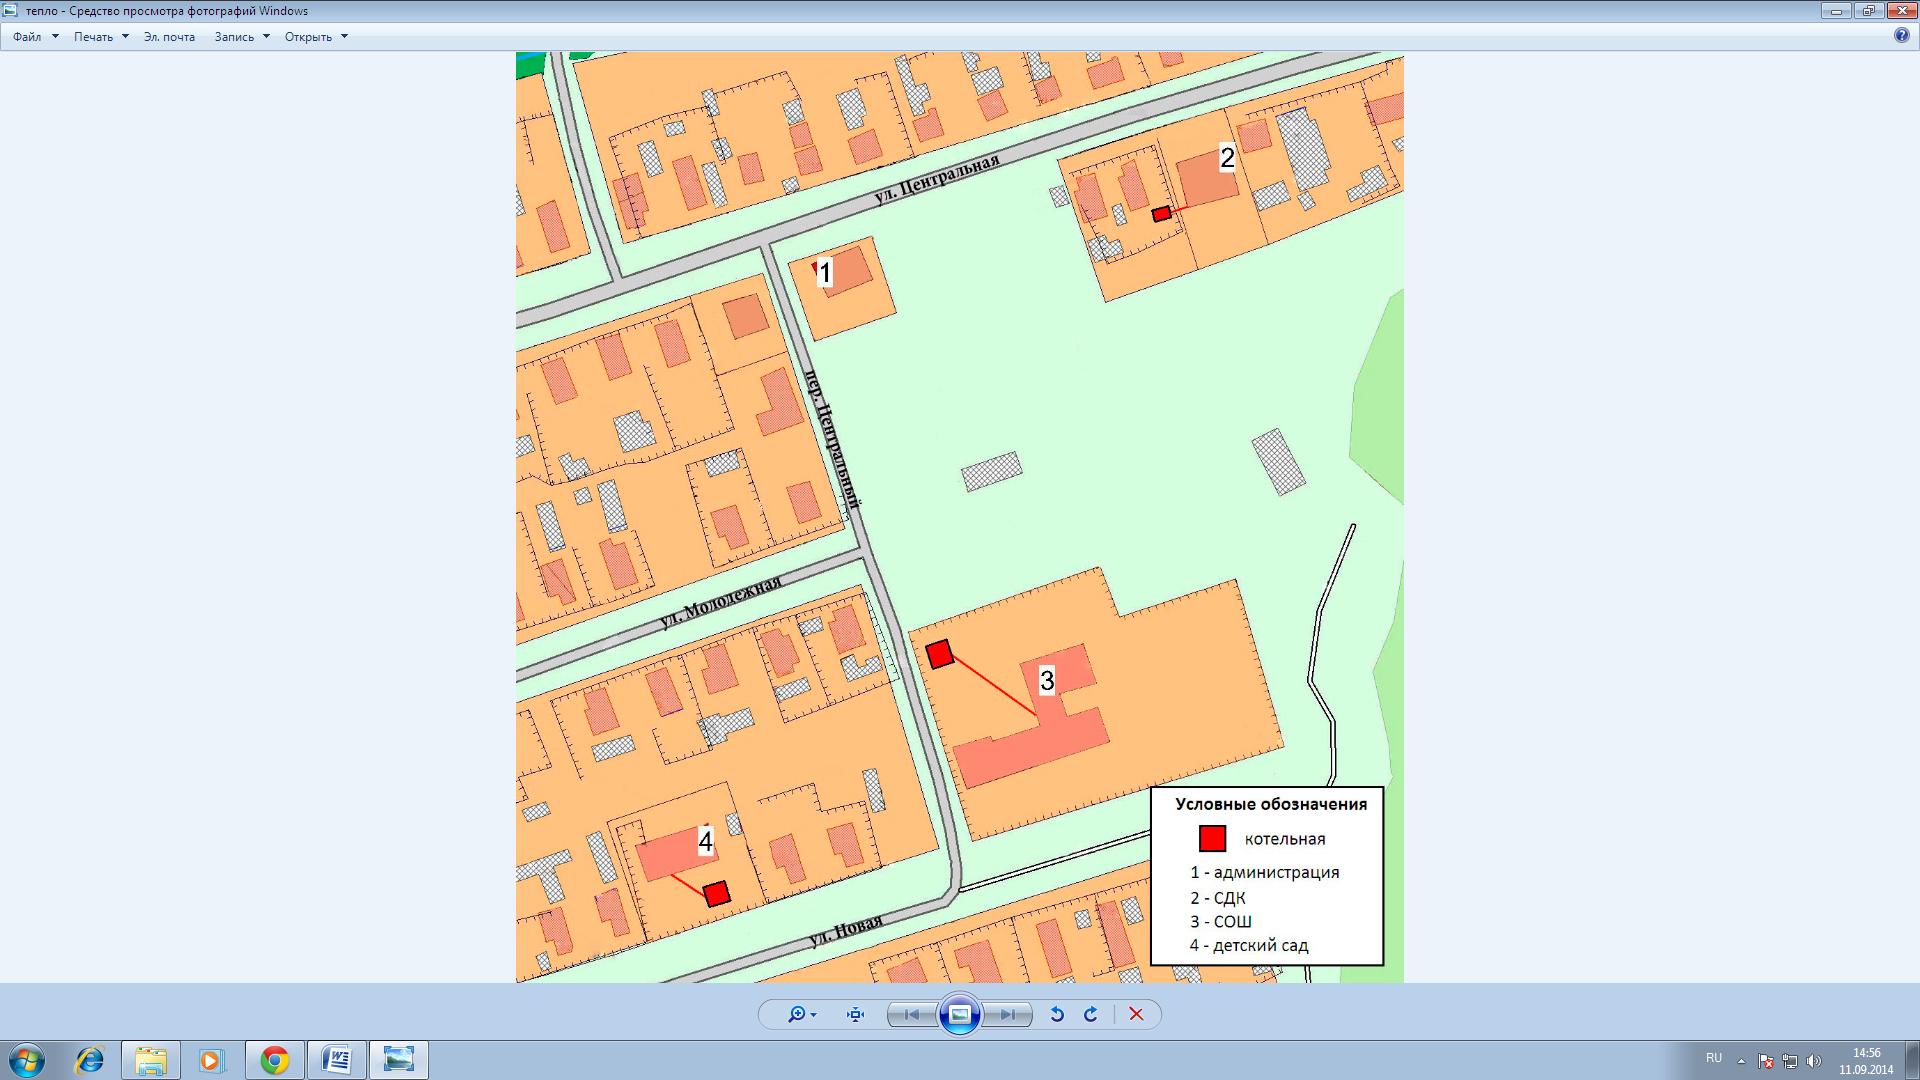 тепло - Средство просмотра фотографий Windows
Файл Печать Эл. почта Запись Открыть
ул. Центральная
2
1
пер. Центральный
ул. Молодежная
3
4
ул. Новая
Условные обозначения
котельная
1 - администрация
2 - СДК
3 - СОШ
4 - детский сад
RU
14:56
11.09.2014